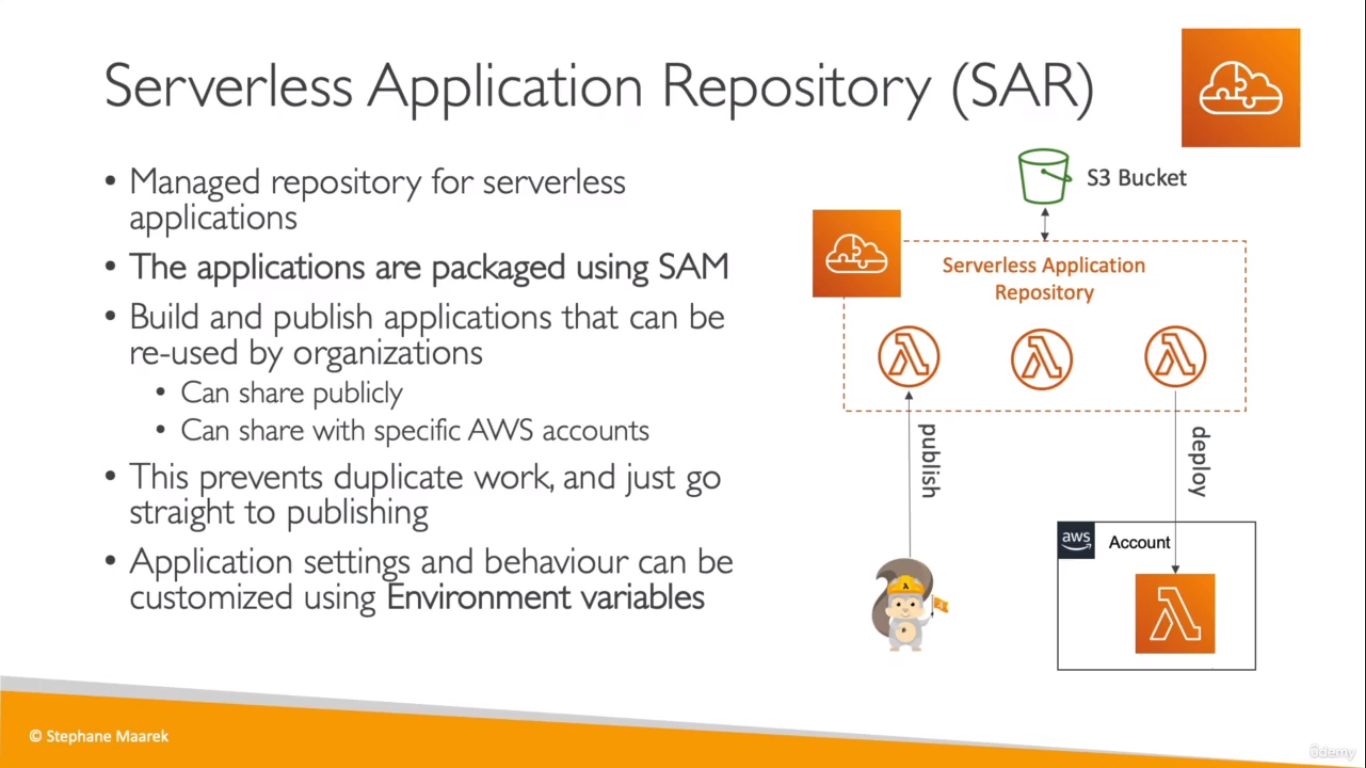 Serverless Application Repository (SAR)
• Managed repository for serverless
applications
• The applications are packaged using SAM
• Build and publish applications that can be
re-used by organizations
• Can share publicly
• Can share with specific AWS accounts
• This prevents duplicate work, and just go
straight to publishing
• Application settings and behaviour can be
customized using Environment variables
S3 Bucket
Serverless Application
Repository
publish
deploy
aws
Account
© Stephane Maarek
ûdemy